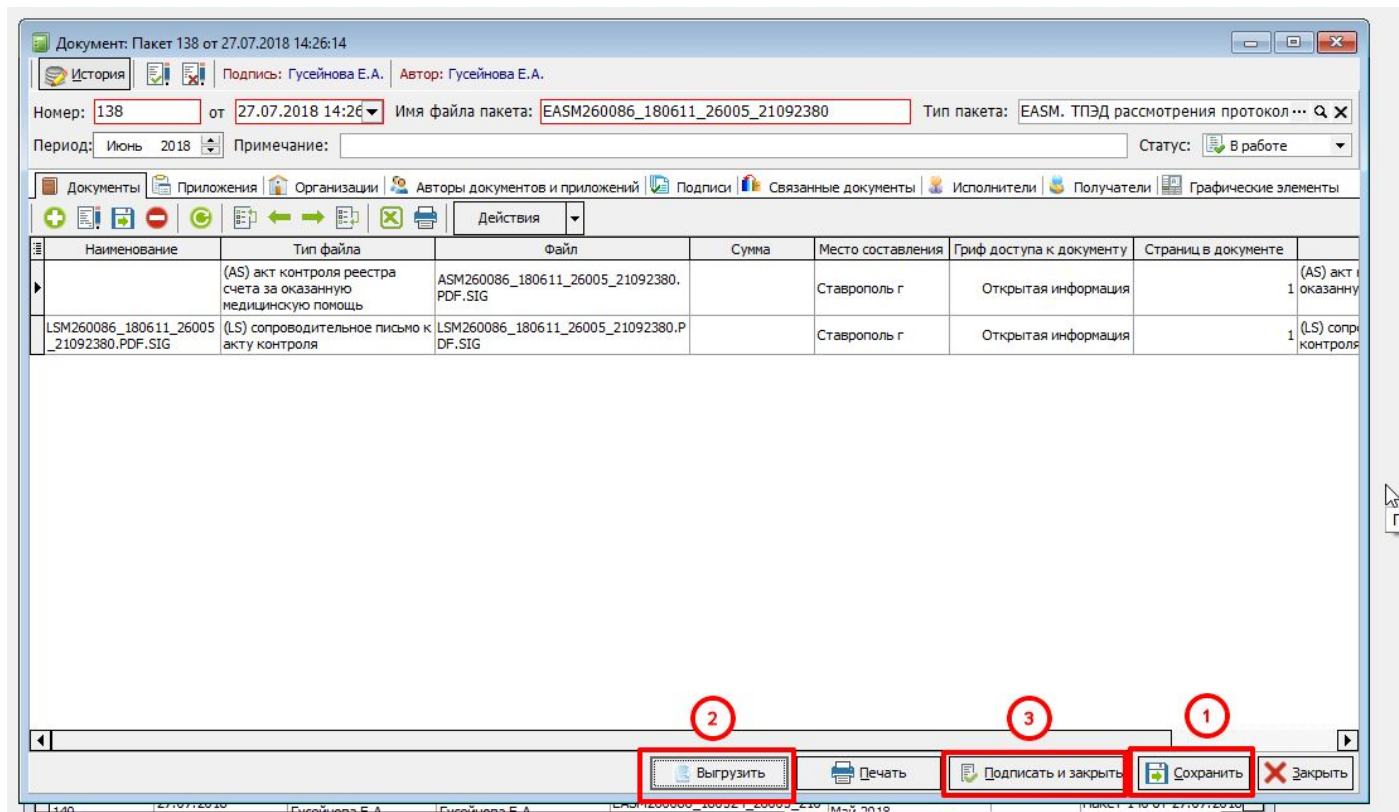 Документ: Пакет 138 от 27.07.2018 14:26:14
История Подпись: Гусейнова Е.А. Автор: Гусейнова Е.А.
Номер: 138 от 27.07.2018 14:26 Имя файла пакета: EASM260086_180611_26005_21092380 Тип пакета: EASM. ТПЭД рассмотрения протокол ...
Период: Июнь 2018 Примечание: Статус: В работе
Документы Приложения Организации Авторы документов и приложений Подписи Связанные документы Исполнители Получатели Графические элементы
Действия
Наименование Тип файла Файл Сумма Место составления Гриф доступа к документу Страниц в документе
(AS) акт контроля реестра счета за оказанную медицинскую помощь ASM260086_180611_26005_21092380.PDF.SIG Ставрополь г Открытая информация 1 (AS) акт оказанну
LSM260086_180611_26005_21092380.PDF.SIG (LS) сопроводительное письмо к акту контроля LSM260086_180611_26005_21092380.PDF.SIG Ставрополь г Открытая информация 1 (LS) сопр контроля
2 3 1
Выгрузить Печать Подписать и закрыть Сохранить Закрыть